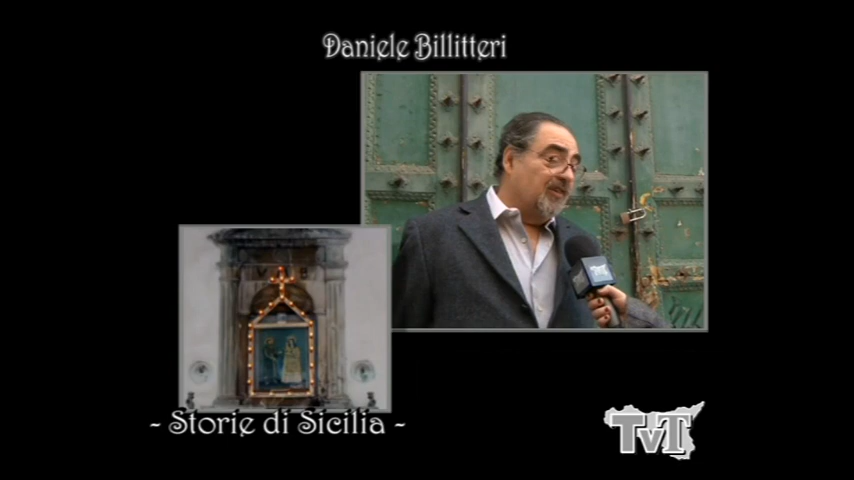 Daniele Billitteri
- Storie di Sicilia -
TvT